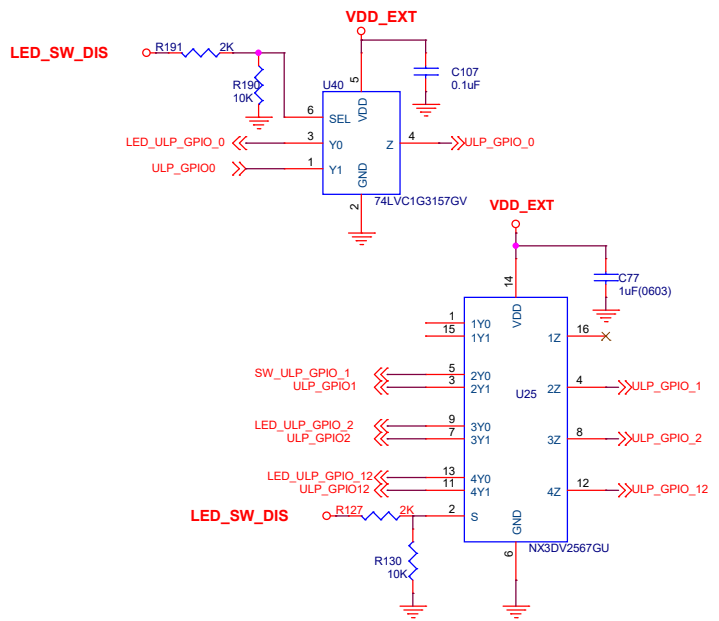 VDD_EXT
LED_SW_DIS
R191
2K
R190
10K
U40
C107
0.1uF
5
VDD
6
SEL
LED_ULP_GPIO_0
3
Y0
Z
4
ULP_GPIO_0
ULP_GPIO0
1
Y1
GND
2
74LVC1G3157GV
VDD_EXT
C77
1uF(0603)
14
VDD
1
1Y0
15
1Y1
1Z
16
SW_ULP_GPIO_1
5
2Y0
ULP_GPIO1
3
2Y1
U25
2Z
4
ULP_GPIO_1
LED_ULP_GPIO_2
9
3Y0
ULP_GPIO2
7
3Y1
3Z
8
ULP_GPIO_2
LED_ULP_GPIO_12
13
4Y0
ULP_GPIO12
11
4Y1
4Z
12
ULP_GPIO_12
LED_SW_DIS
R127
2K
2
S
GND
6
NX3DV2567GU
R130
10K